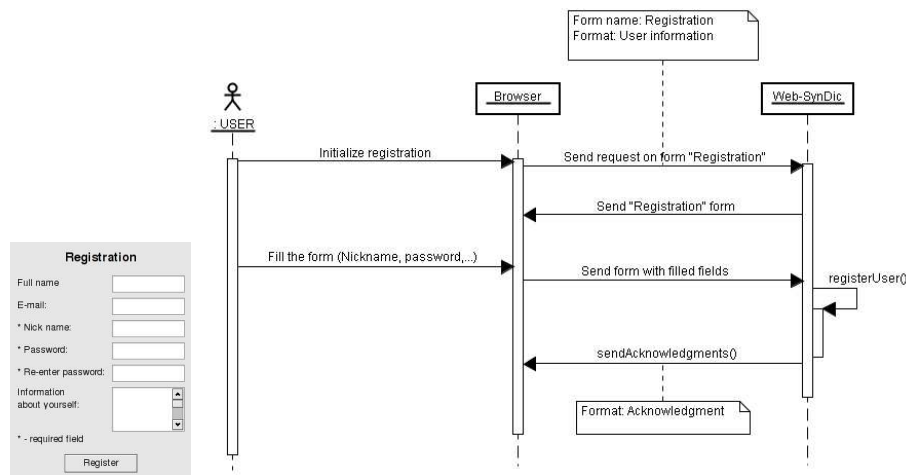 Form name: Registration
Format: User information
: USER
Browser
Web-SynDic
Initialize registration
Send request on form "Registration"
Send "Registration" form
Fill the form (Nickname, password,...)
Send form with filled fields
registerUser()
sendAcknowledgments()
Format: Acknowledgment
Registration
Full name
E-mail:
* Nick name:
* Password:
* Re-enter password:
Information
about yourself:
* - required field
Register